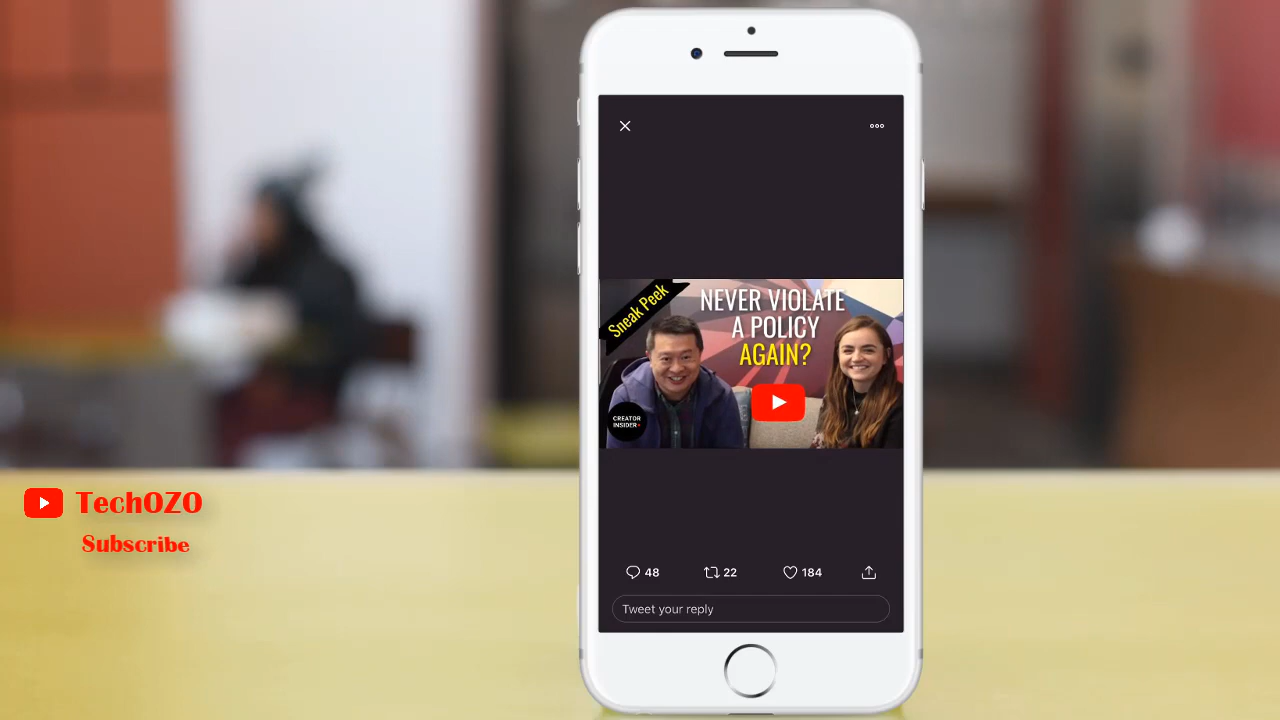 Sneak Peek
NEVER VIOLATE
A POLICY
AGAIN?
CREATOR
INSIDER
48
22
184
Tweet your reply
TechOZO
Subscribe